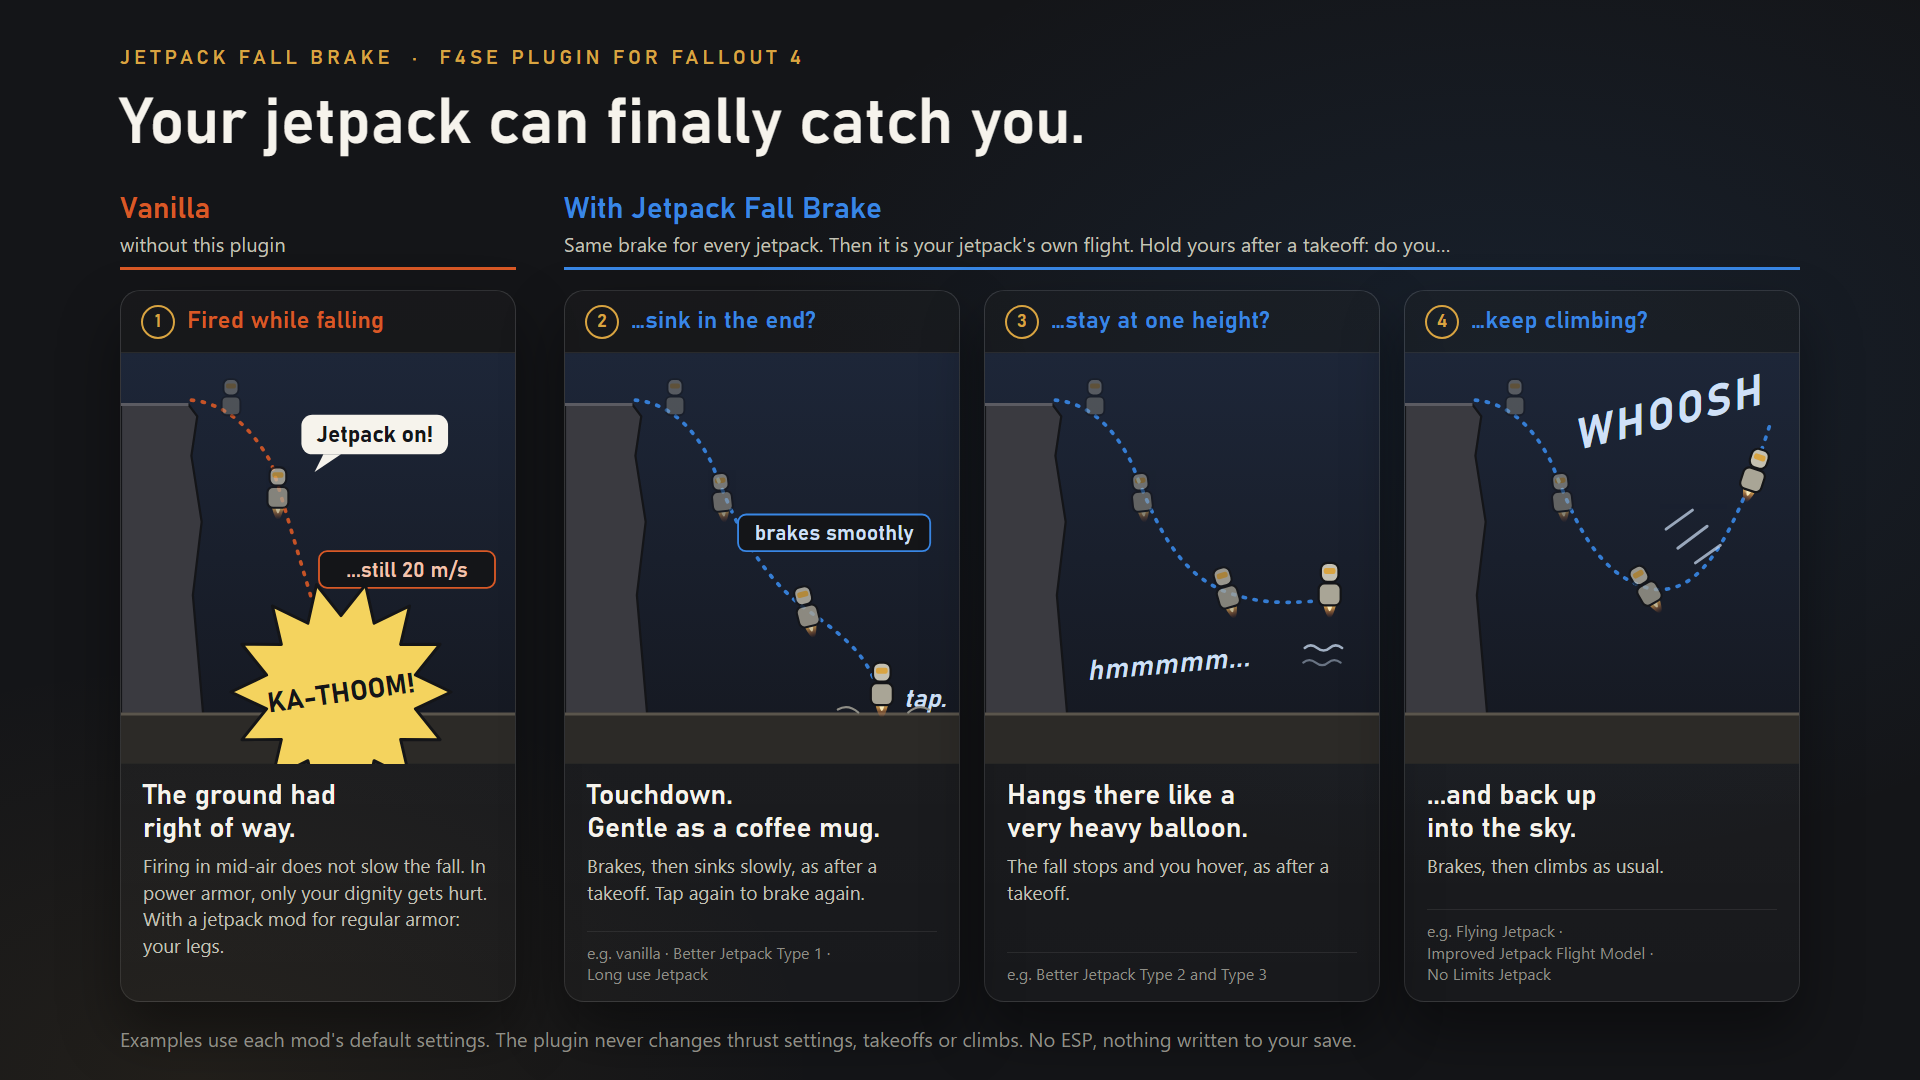 JETPACK FALL BRAKE · F4SE PLUGIN FOR FALLOUT 4
Your jetpack can finally catch you.
Vanilla
without this plugin
With Jetpack Fall Brake
Same brake for every jetpack. Then it is your jetpack's own flight. Hold yours after a takeoff: do you...
1 Fired while falling
Jetpack on!
...still 20 m/s
KA-THOOM!
The ground had
right of way.
Firing in mid-air does not slow the fall. In
power armor, only your dignity gets hurt.
With a jetpack mod for regular armor:
your legs.
2 ...sink in the end?
brakes smoothly
tap.
Touchdown.
Gentle as a coffee mug.
Brakes, then sinks slowly, as after a
takeoff. Tap again to brake again.
e.g. vanilla · Better Jetpack Type 1 ·
Long use Jetpack
3 ...stay at one height?
hmmmmm...
Hangs there like a
very heavy balloon.
The fall stops and you hover, as after a
takeoff.
e.g. Better Jetpack Type 2 and Type 3
4 ...keep climbing?
WHOOSH
...and back up
into the sky.
Brakes, then climbs as usual.
e.g. Flying Jetpack ·
Improved Jetpack Flight Model ·
No Limits Jetpack
Examples use each mod's default settings. The plugin never changes thrust settings, takeoffs or climbs. No ESP, nothing written to your save.